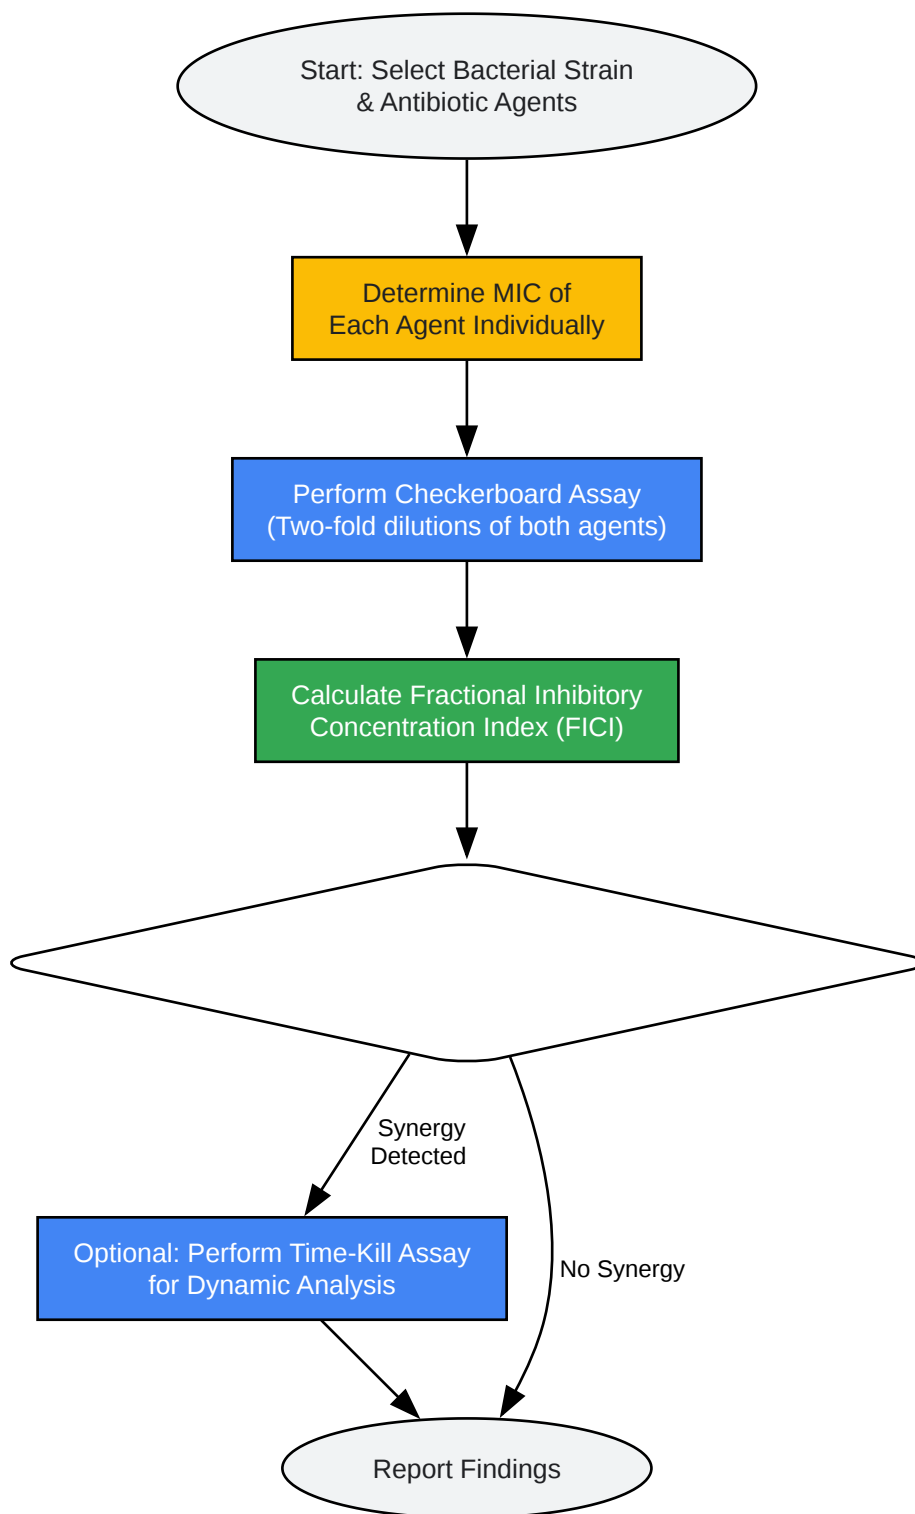 Start: Select Bacterial Strain
& Antibiotic Agents
Determine MIC of
Each Agent Individually
Perform Checkerboard Assay
(Two-fold dilutions of both agents)
Calculate Fractional Inhibitory
Concentration Index (FICI)
Synergy
Detected
Optional: Perform Time-Kill Assay
for Dynamic Analysis
No Synergy
Report Findings